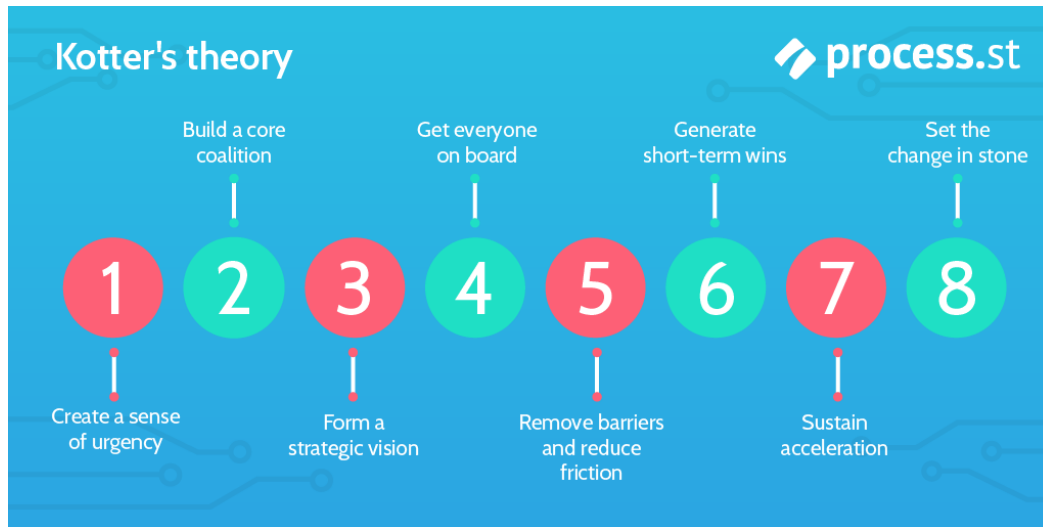 Kotter's theory
process.st
1
Create a sense
of urgency
2
Build a core
coalition
3
Form a
strategic vision
4
Get everyone
on board
5
Remove barriers
and reduce
friction
6
Generate
short-term wins
7
Sustain
acceleration
8
Set the
change in stone